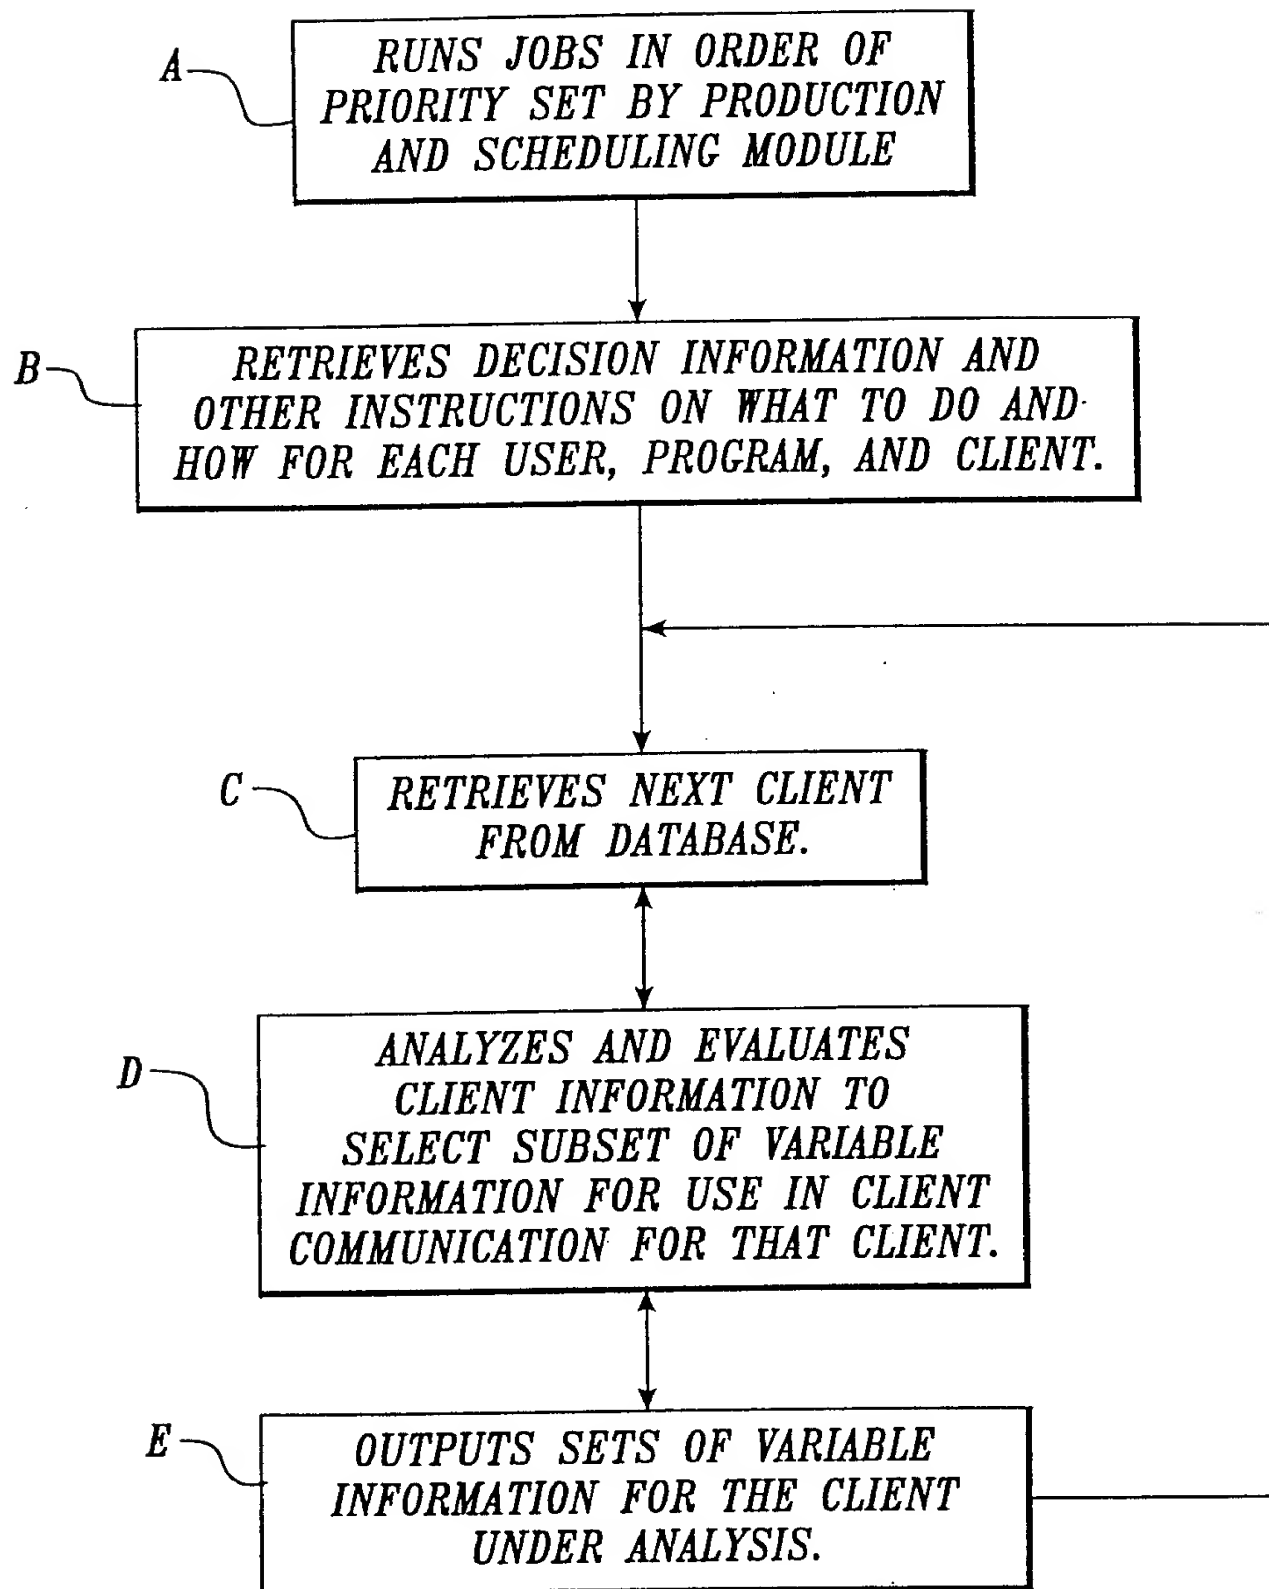 A
RUNS JOBS IN ORDER OF
PRIORITY SET BY PRODUCTION
AND SCHEDULING MODULE
B
RETRIEVES DECISION INFORMATION AND
OTHER INSTRUCTIONS ON WHAT TO DO AND
HOW FOR EACH USER, PROGRAM, AND CLIENT.
C
RETRIEVES NEXT CLIENT
FROM DATABASE.
D
ANALYZES AND EVALUATES
CLIENT INFORMATION TO
SELECT SUBSET OF VARIABLE
INFORMATION FOR USE IN CLIENT
COMMUNICATION FOR THAT CLIENT.
E
OUTPUTS SETS OF VARIABLE
INFORMATION FOR THE CLIENT
UNDER ANALYSIS.